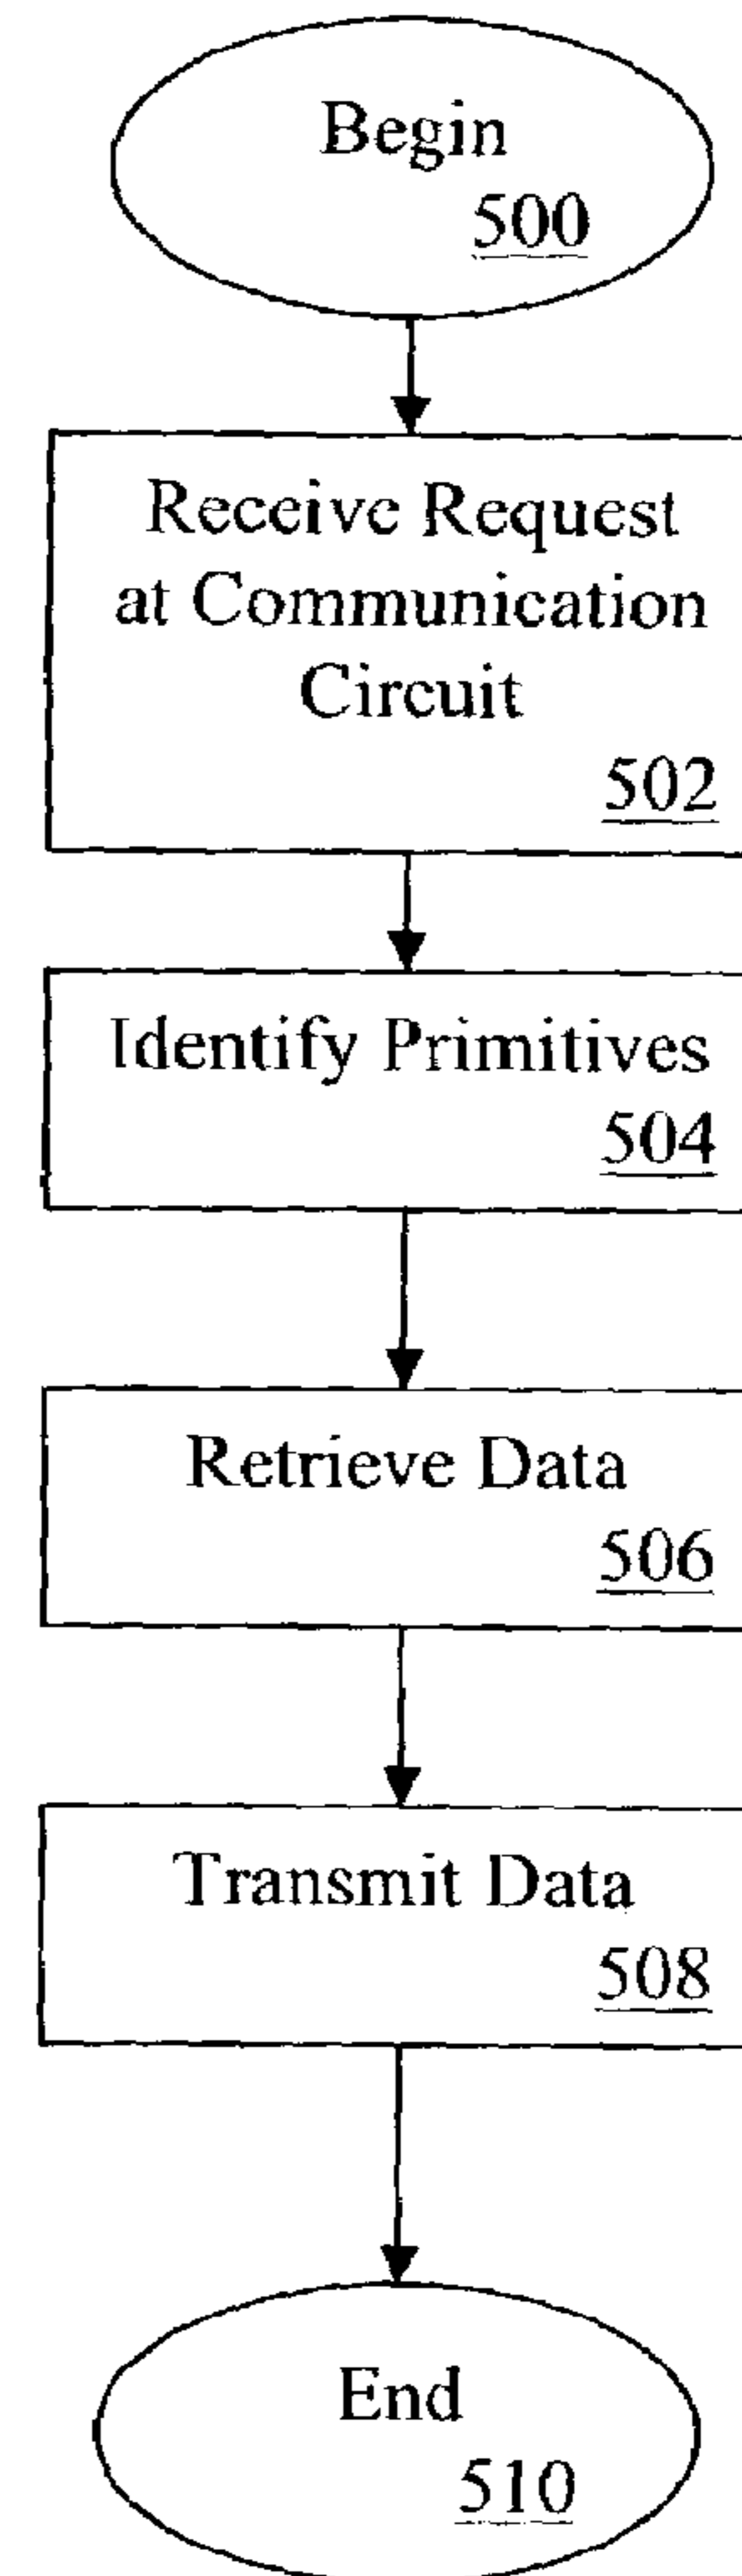 Begin
500
Receive Request
at Communication
Circuit
502
Identify Primitives
504
Retrieve Data
506
Transmit Data
508
End
510